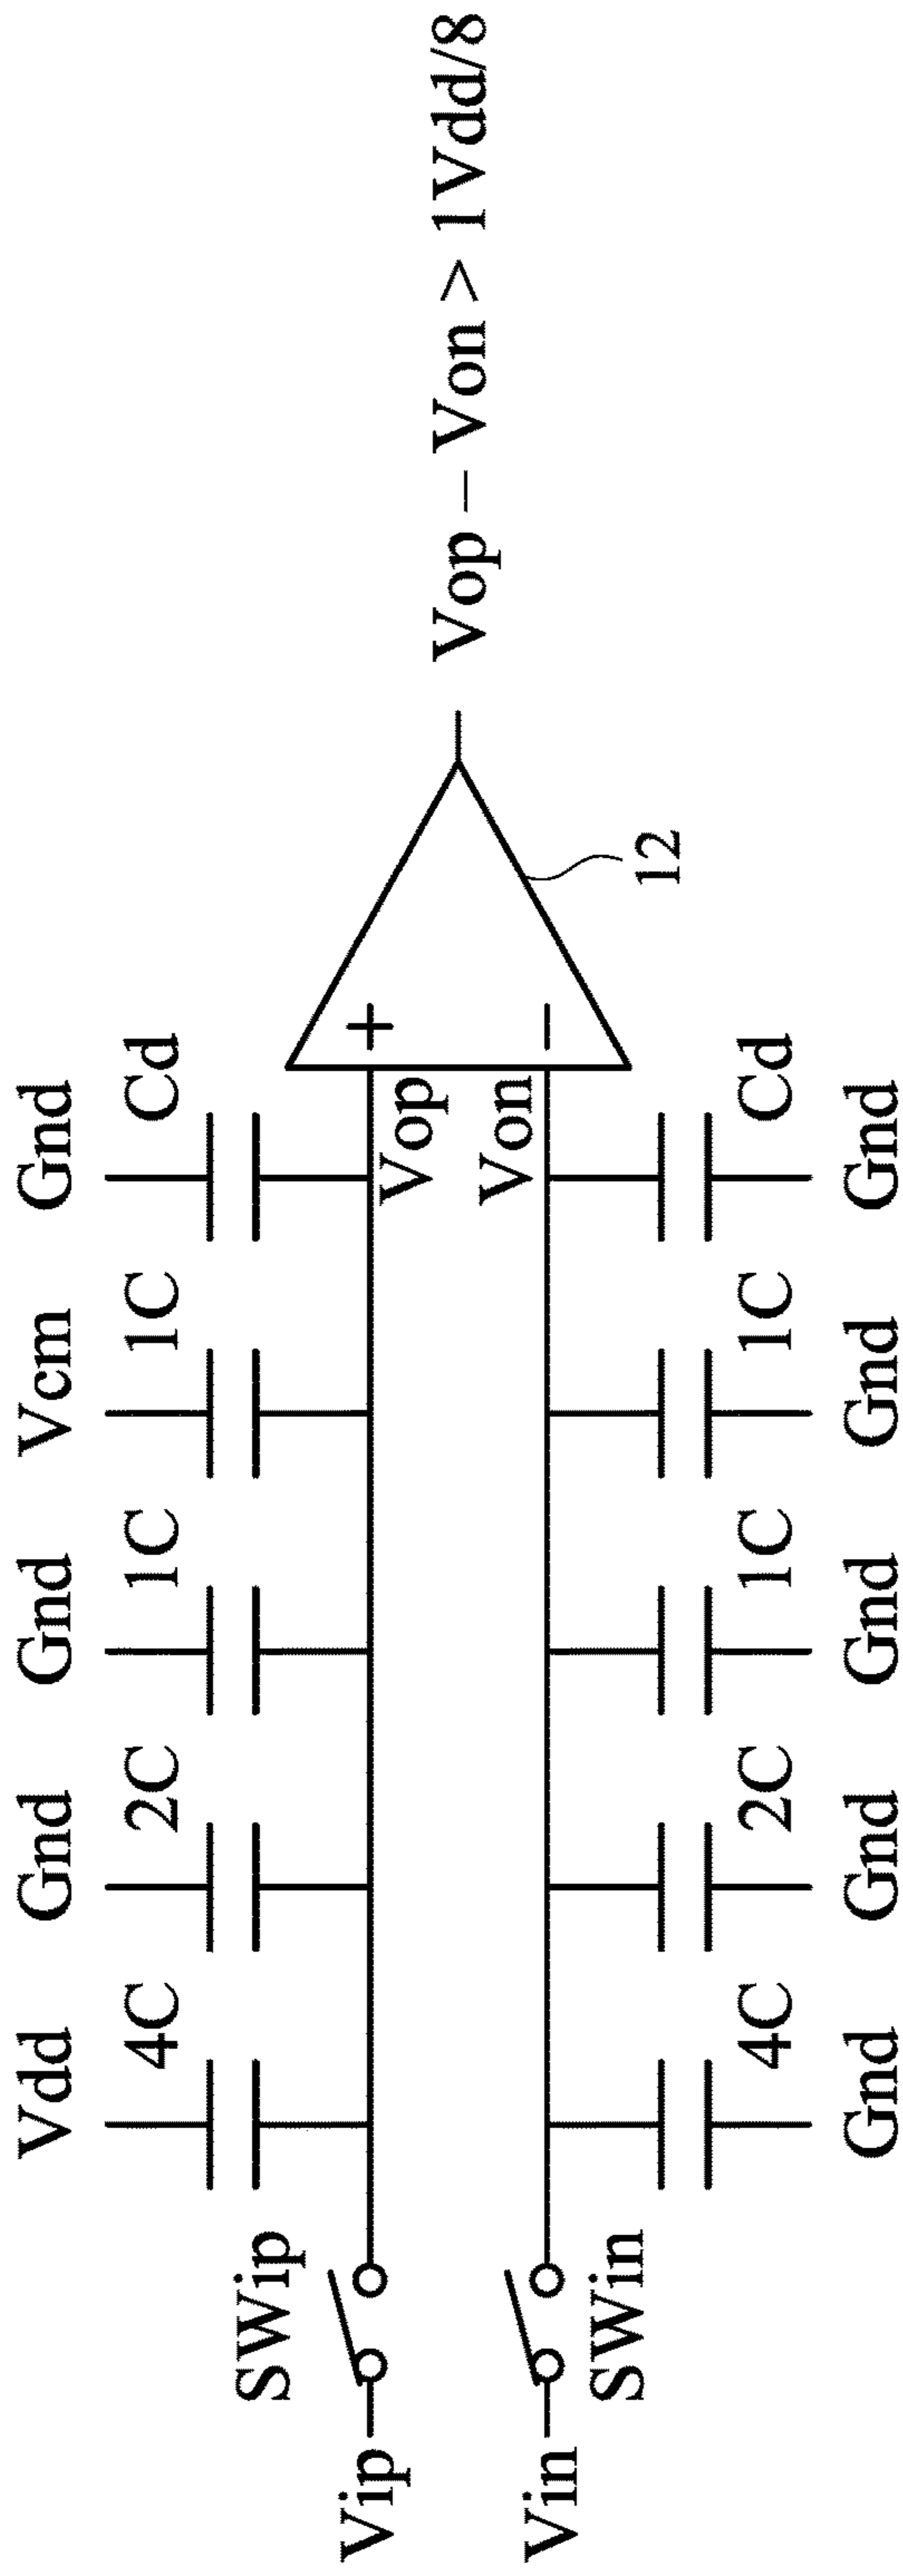 Vdd Gnd Gnd Vcm Gnd
4C 2C 1C 1C Cd
SWip
Vip
Vop
+
Vop – Von > 1Vdd/8
Von
–
Vin
SWin
12
4C 2C 1C 1C Cd
Gnd Gnd Gnd Gnd Gnd